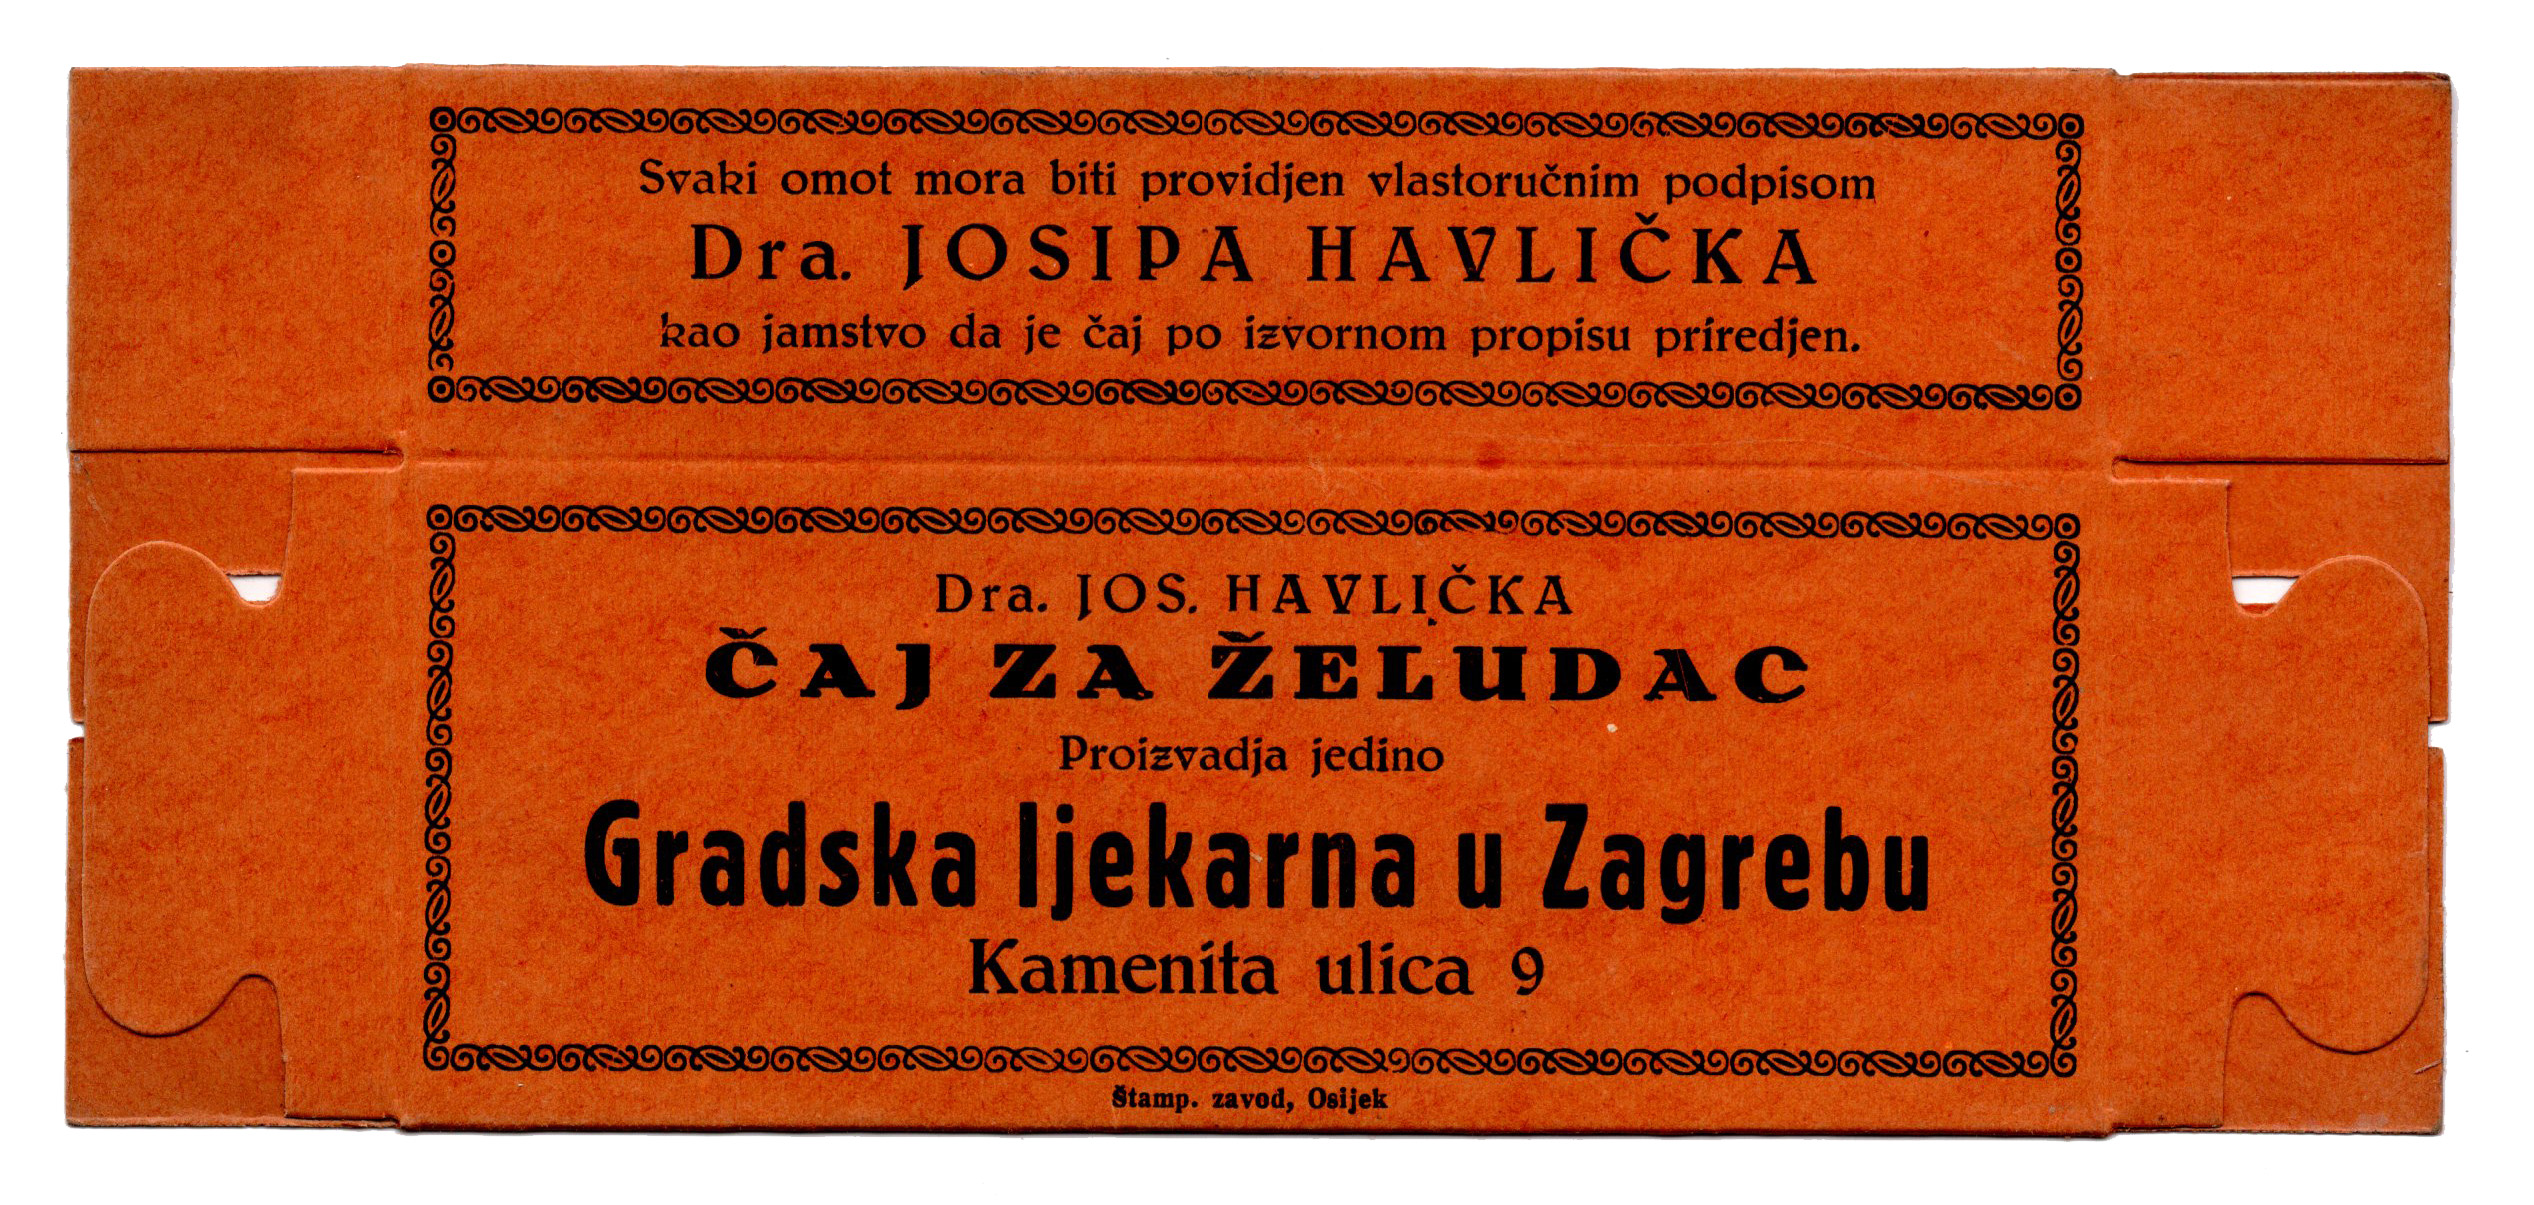 Svaki omot mora biti providjen vlastoručnim podpisom
Dra. JOSIPA HAVLIČKA
kao jamstvo da je čaj po izvornom propisu priredjen.
Dra. JOS. HAVLIČKA
ČAJ ZA ŽELUDAC
Proizvadja jedino
Gradska ljekarna u Zagrebu
Kamenita ulica 9
Štamp. zavod, Osijek